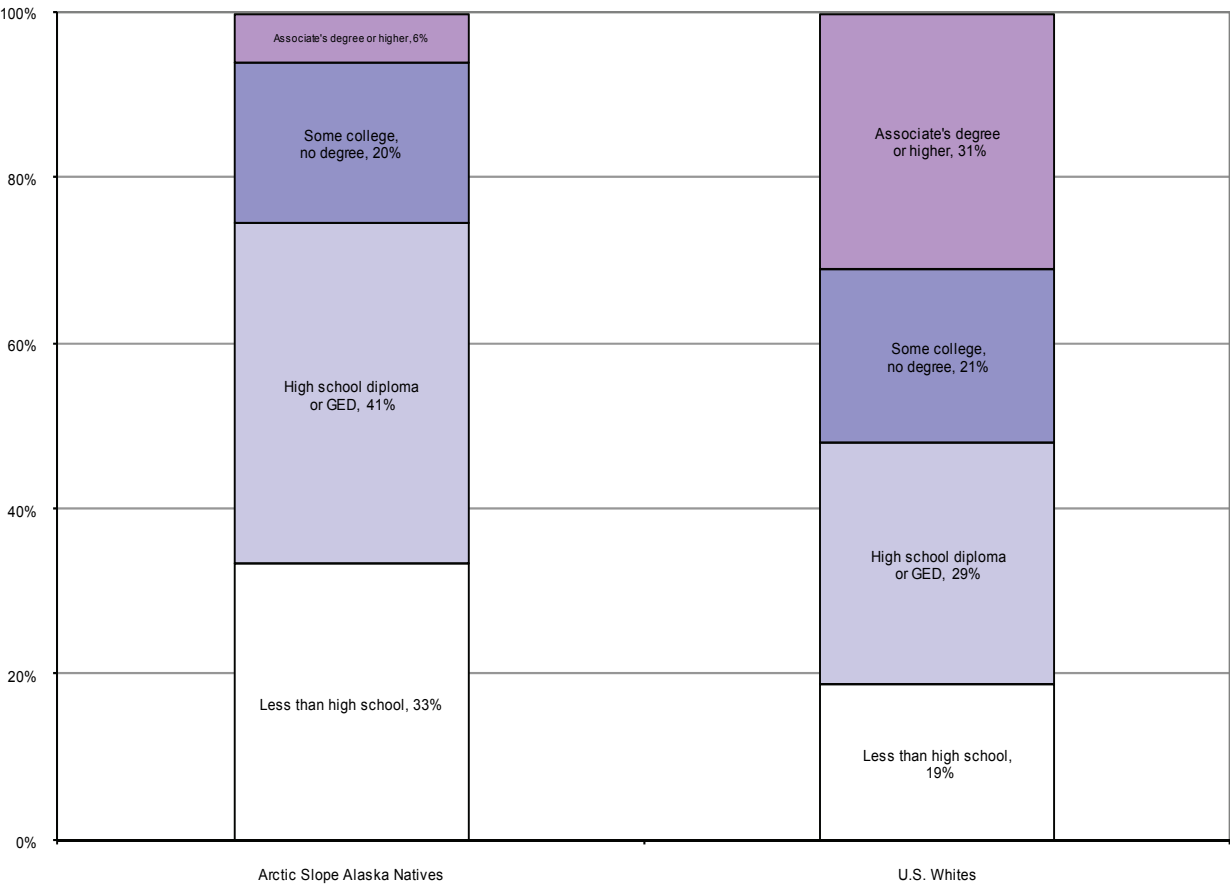 100%
80%
60%
40%
20%
0%
Associate's degree or higher, 6%
Some college,
no degree, 20%
High school diploma
or GED, 41%
Less than high school, 33%
Associate's degree
or higher, 31%
Some college,
no degree, 21%
High school diploma
or GED, 29%
Less than high school,
19%
Arctic Slope Alaska Natives
U.S. Whites